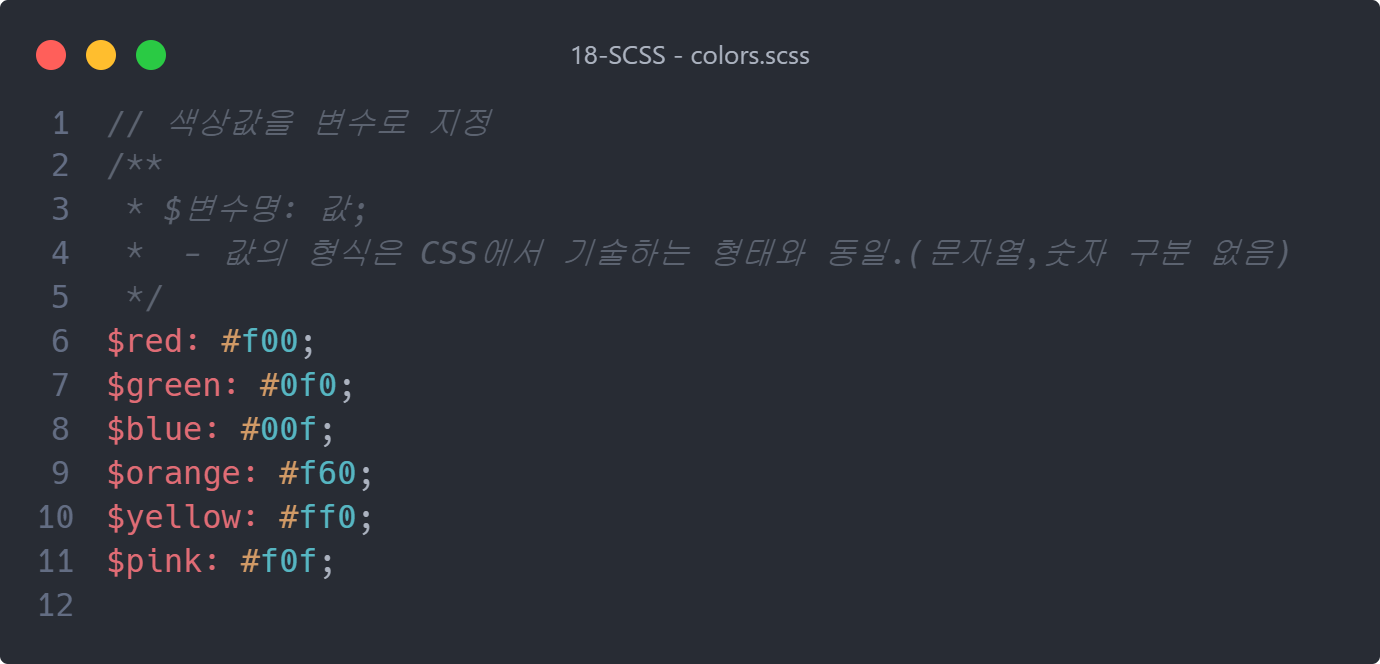 18-SCSS - colors.scss
1 // 색상값을 변수로 지정
2 /**
3  * $변수명: 값;
4  *  - 값의 형식은 CSS에서 기술하는 형태와 동일.(문자열,숫자 구분 없음)
5  */
6 $red: #f00;
7 $green: #0f0;
8 $blue: #00f;
9 $orange: #f60;
10 $yellow: #ff0;
11 $pink: #f0f;
12